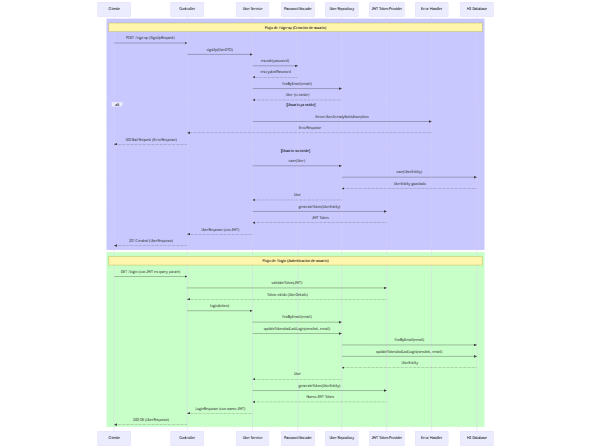 Cliente
Controller
User Service
Password Encoder
User Repository
JWT Token Provider
Error Handler
H2 Database
Flujo de /sign-up (Creación de usuario)
POST /sign-up (SignUpRequest)
signUp(UserDTO)
encode(password)
encryptedPassword
findByEmail(email)
User (si existe)
alt
[Usuario ya existe]
throw UserAlreadyExistsException
ErrorResponse
400 Bad Request (ErrorResponse)
[Usuario no existe]
save(User)
save(UserEntity)
UserEntity guardado
User
generateToken(UserEntity)
JWT Token
UserResponse (con JWT)
201 Created (UserResponse)
Flujo de /login (Autenticación de usuario)
GET /login (con JWT en query param)
validateToken(JWT)
Token válido (UserDetails)
login(token)
findByEmail(email)
updateTokenAndLastLogin(newJwt, email)
findByEmail(email)
updateTokenAndLastLogin(newJwt, email)
UserEntity
User
generateToken(UserEntity)
Nuevo JWT Token
LoginResponse (con nuevo JWT)
200 OK (UserResponse)
Cliente
Controller
User Service
Password Encoder
User Repository
JWT Token Provider
Error Handler
H2 Database